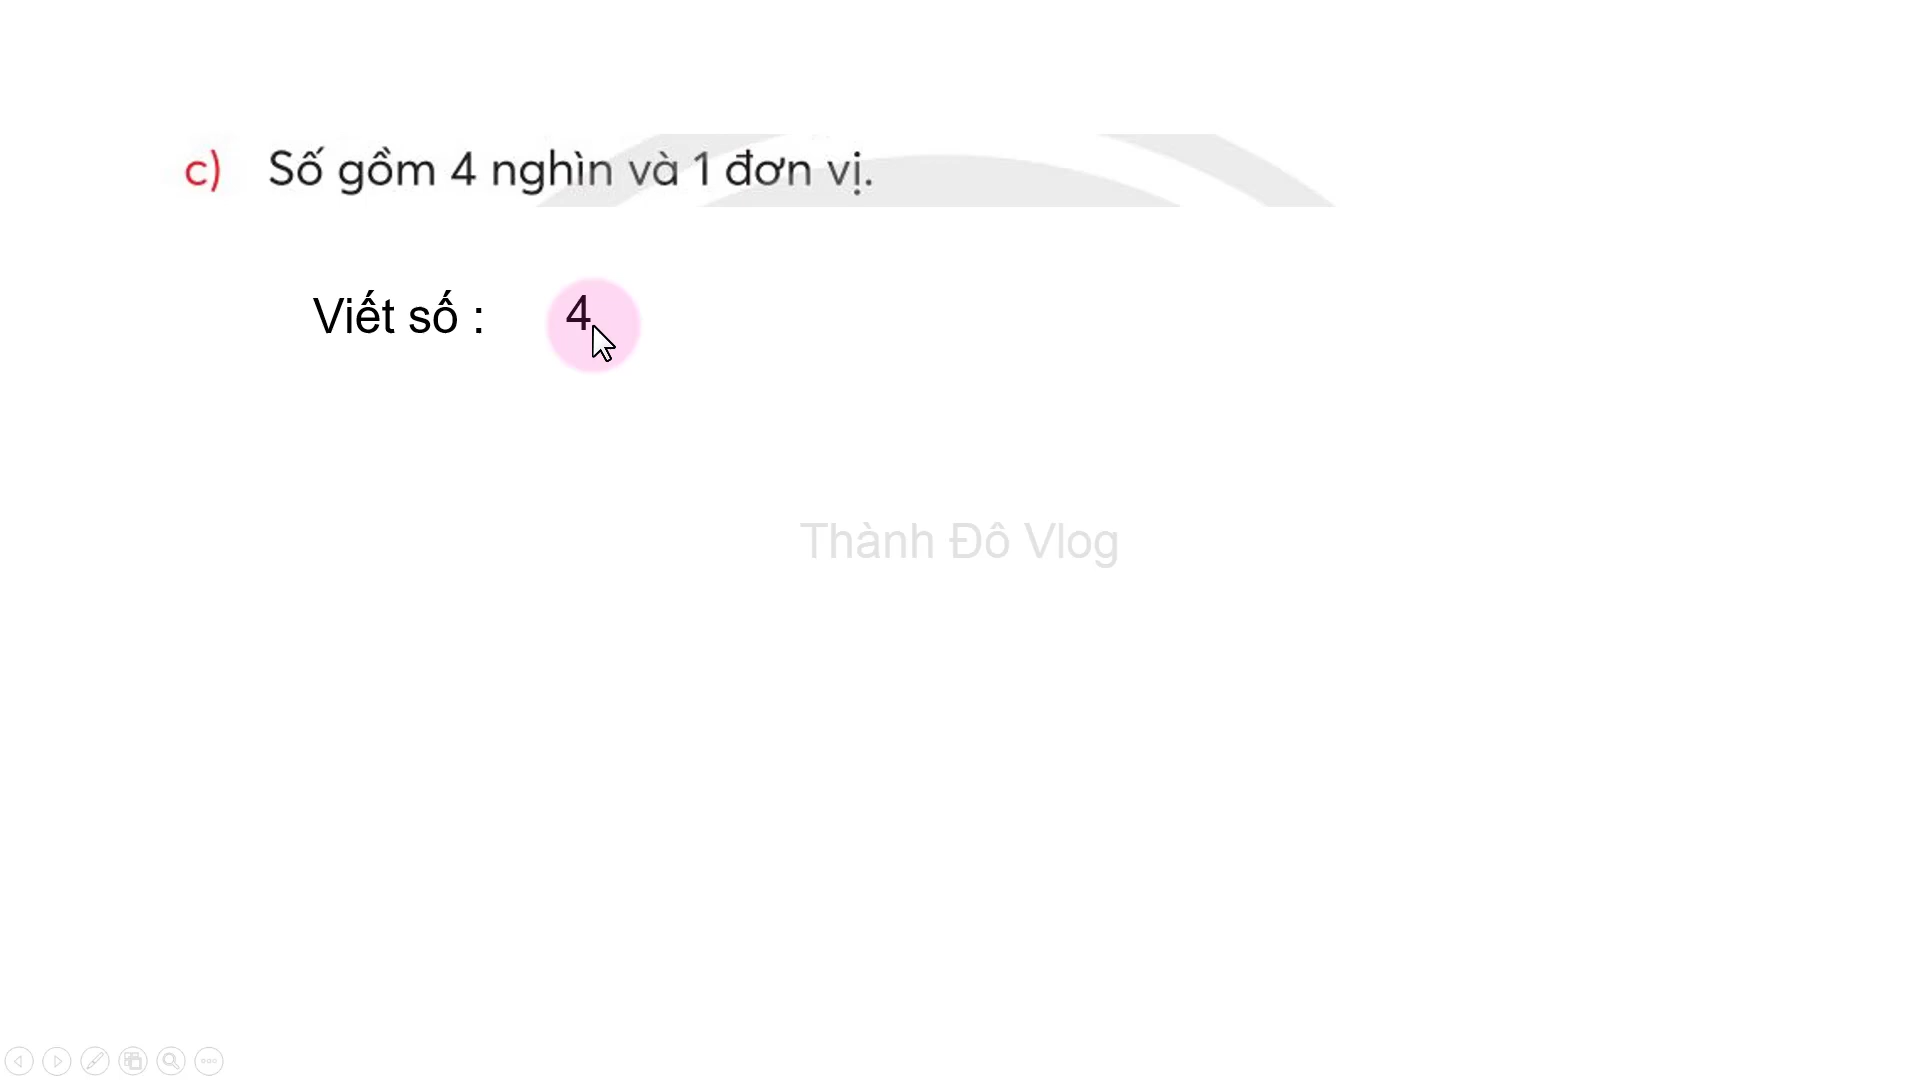 c) Số gồm 4 nghìn và 1 đơn vị.
Viết số : 4
Thành Đô Vlog